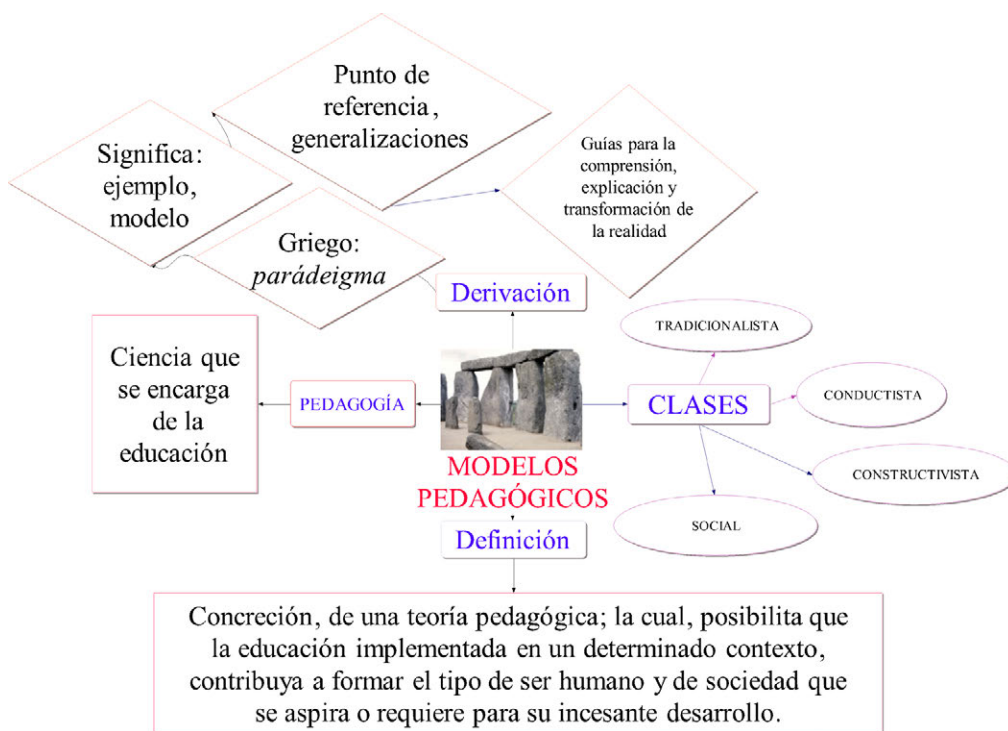 Punto de
referencia,
generalizaciones
Significa:
ejemplo,
modelo
Guías para la
comprensión,
explicación y
transformación de
la realidad
Griego:
parádeigma
Derivación
TRADICIONALISTA
Ciencia que
se encarga
de la
educación
PEDAGOGÍA
CLASES
CONDUCTISTA
MODELOS
PEDAGÓGICOS
CONSTRUCTIVISTA
SOCIAL
Definición
Concreción, de una teoría pedagógica; la cual, posibilita que
la educación implementada en un determinado contexto,
contribuya a formar el tipo de ser humano y de sociedad que
se aspira o requiere para su incesante desarrollo.